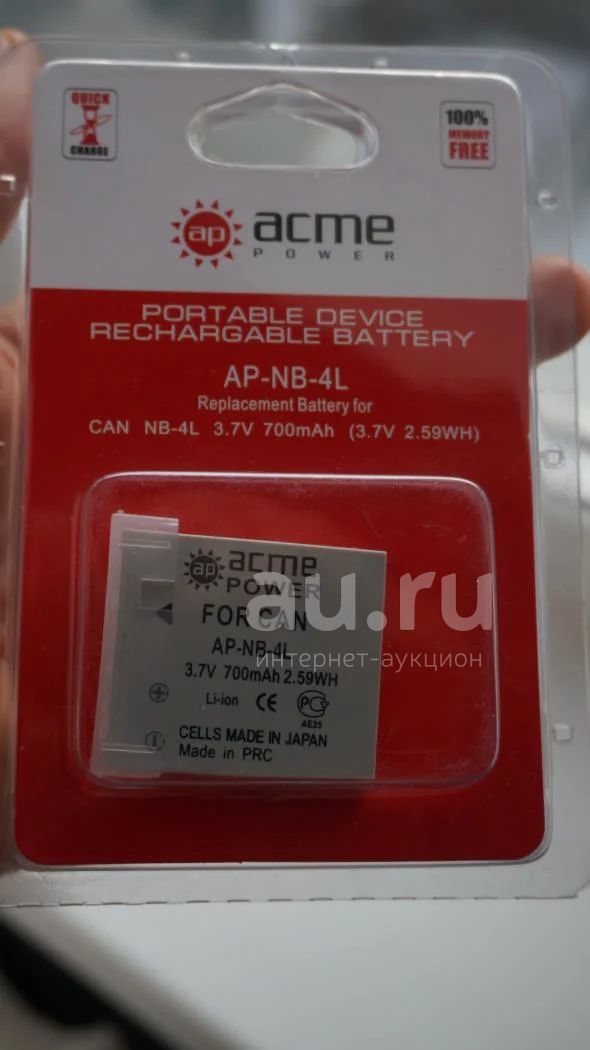 QUICK
CHARGE
100%
MEMORY
FREE
ap acme
POWER
PORTABLE DEVICE
RECHARGABLE BATTERY
AP-NB-4L
Replacement Battery for
CAN NB-4L 3.7V 700mAh (3.7V 2.59WH)
ap acme
POWER
FOR CAN
AP-NB-4L
3.7V 700mAh 2.59WH
Li-ion CE РСТ
АЕ25
CELLS MADE IN JAPAN
Made in PRC
au.ru
интернет-аукцион